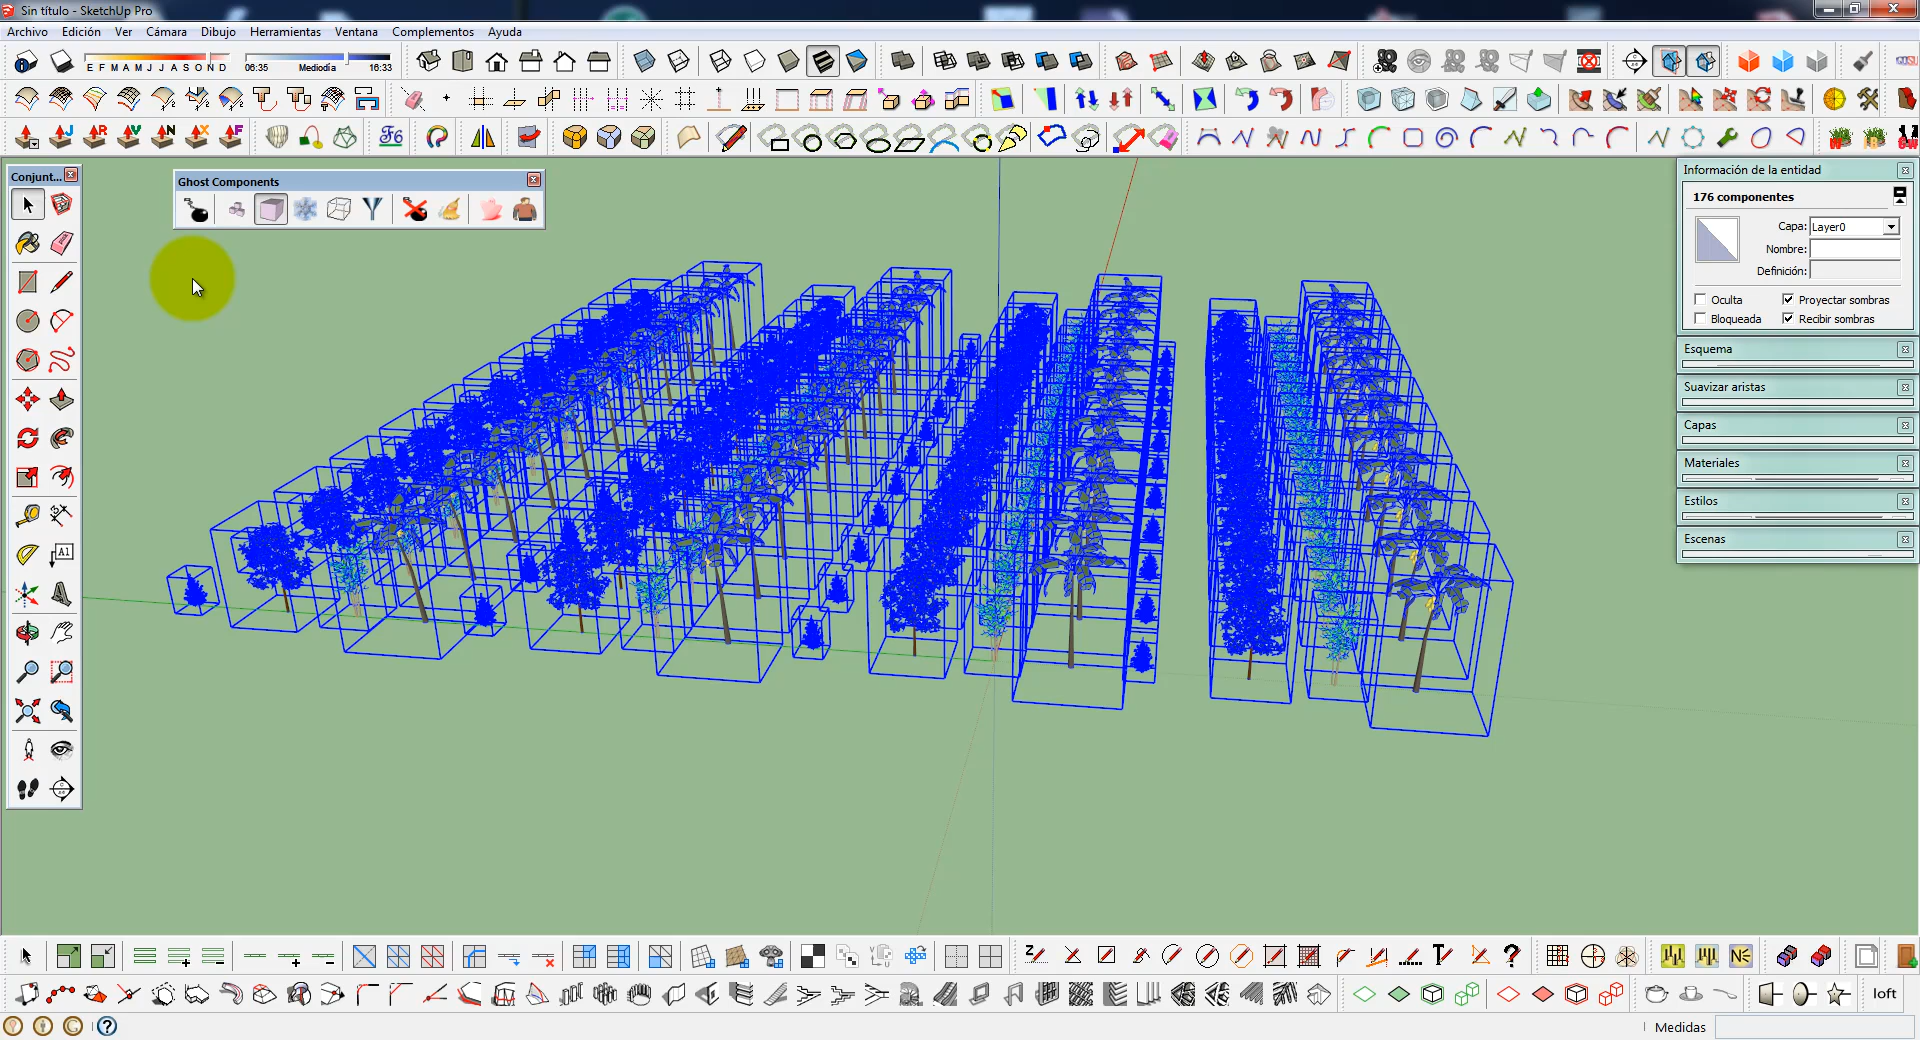 Sin título - SketchUp Pro
Archivo Edición Ver Cámara Dibujo Herramientas Ventana Complementos Ayuda
E F M A M J J A S O N D 06:35 Mediodía 16:33
J R V N X F F6
Conjunt...
Ghost Components
A1
Información de la entidad
176 componentes
Capa: Layer0
Nombre:
Definición:
Oculta Proyectar sombras
Bloqueada Recibir sombras
Esquema
Suavizar aristas
Capas
Materiales
Estilos
Escenas
loft
Medidas